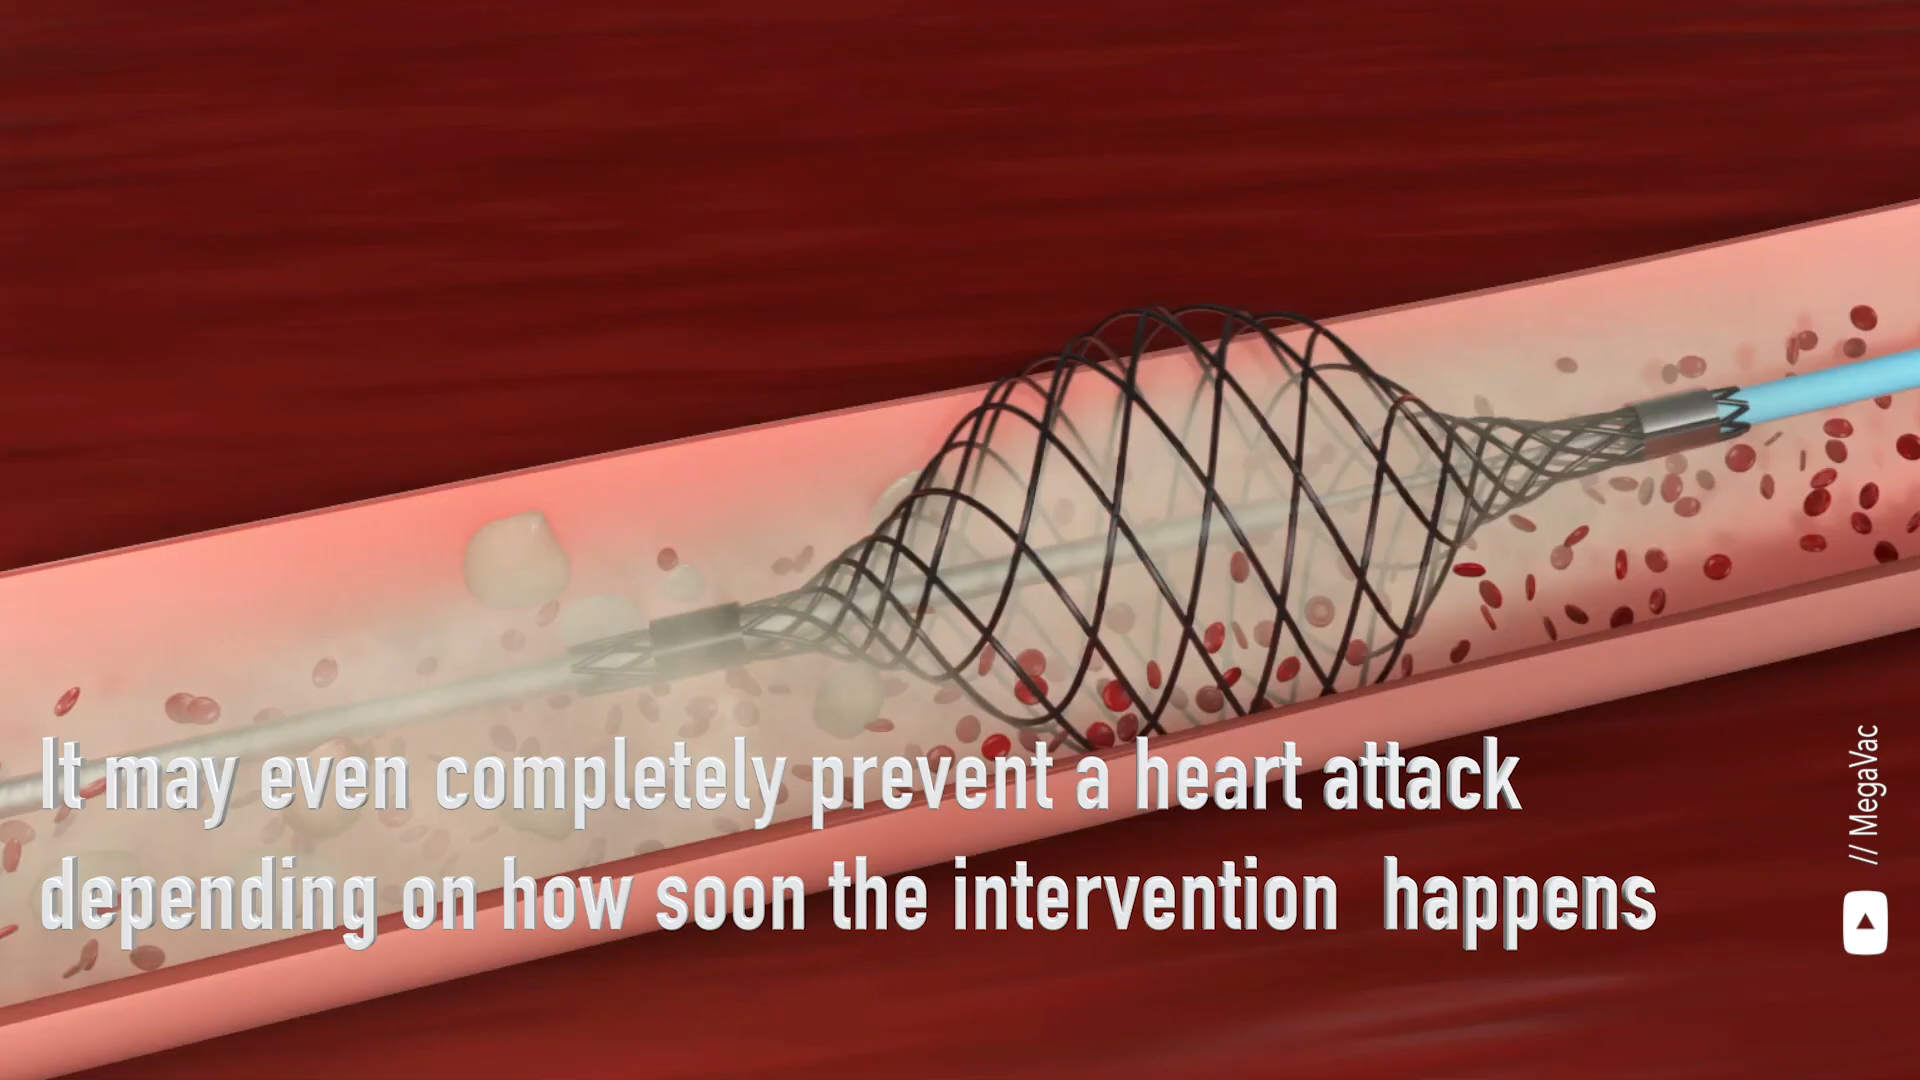 It may even completely prevent a heart attack
depending on how soon the intervention  happens
// MegaVac